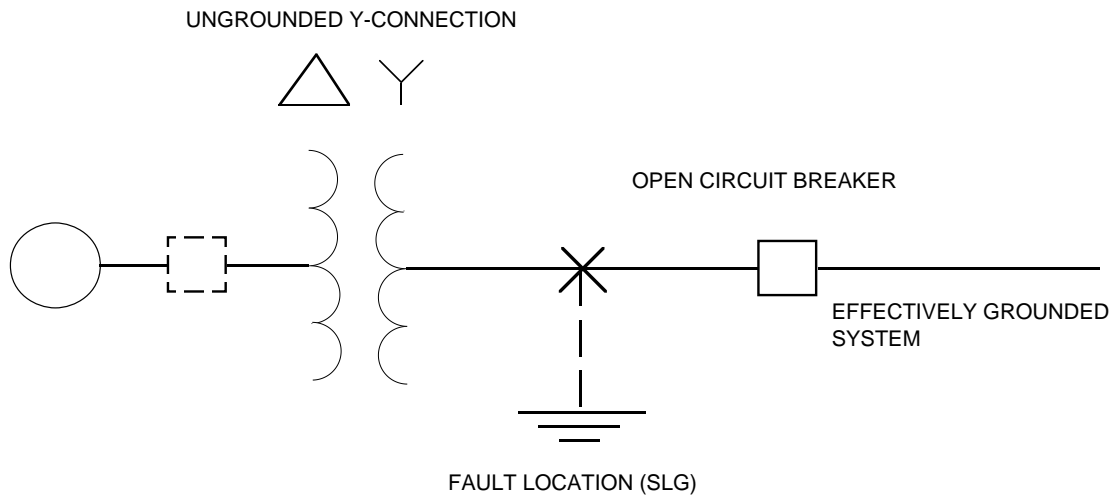 UNGROUNDED Y-CONNECTION
OPEN CIRCUIT BREAKER
EFFECTIVELY GROUNDED
SYSTEM
FAULT LOCATION (SLG)